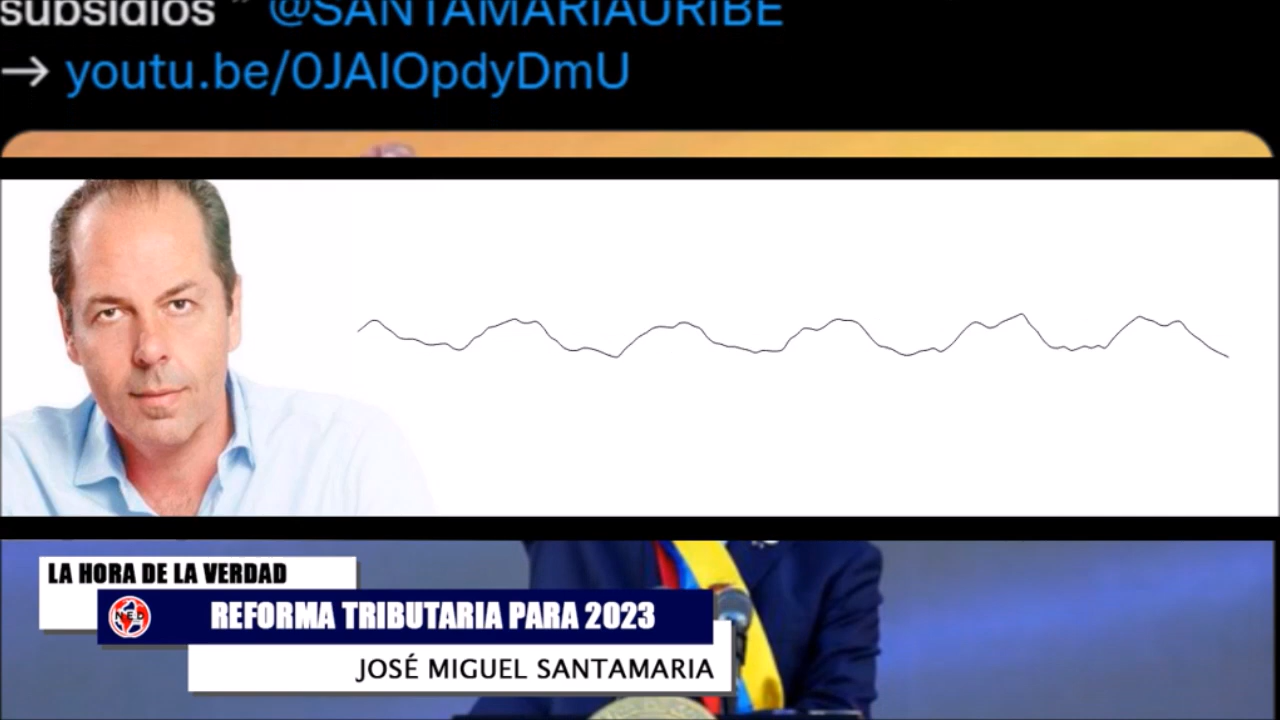 subsidios " @SANTAMARIAURIBE
→ youtu.be/0JAIOpdyDmU
LA HORA DE LA VERDAD
REFORMA TRIBUTARIA PARA 2023
JOSÉ MIGUEL SANTAMARIA